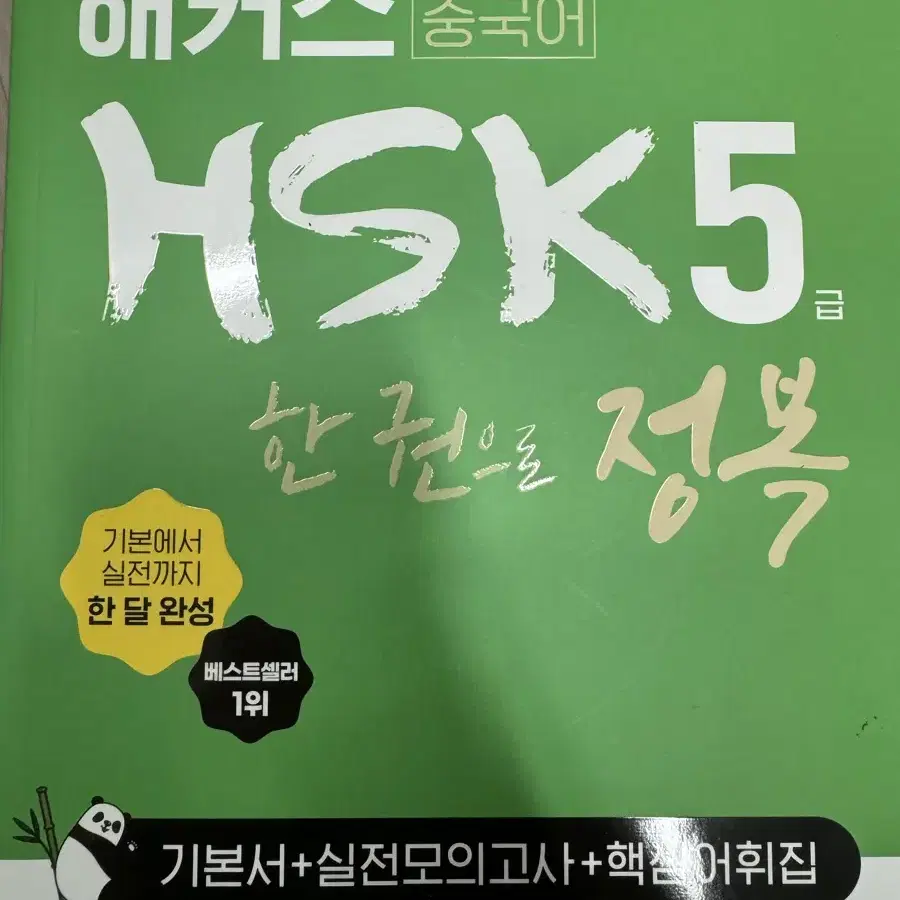 해커스 중국어
HSK 5급
한 권으로 정복
기본에서
실전까지
한 달 완성
베스트셀러
1위
기본서+실전모의고사+핵심어휘집